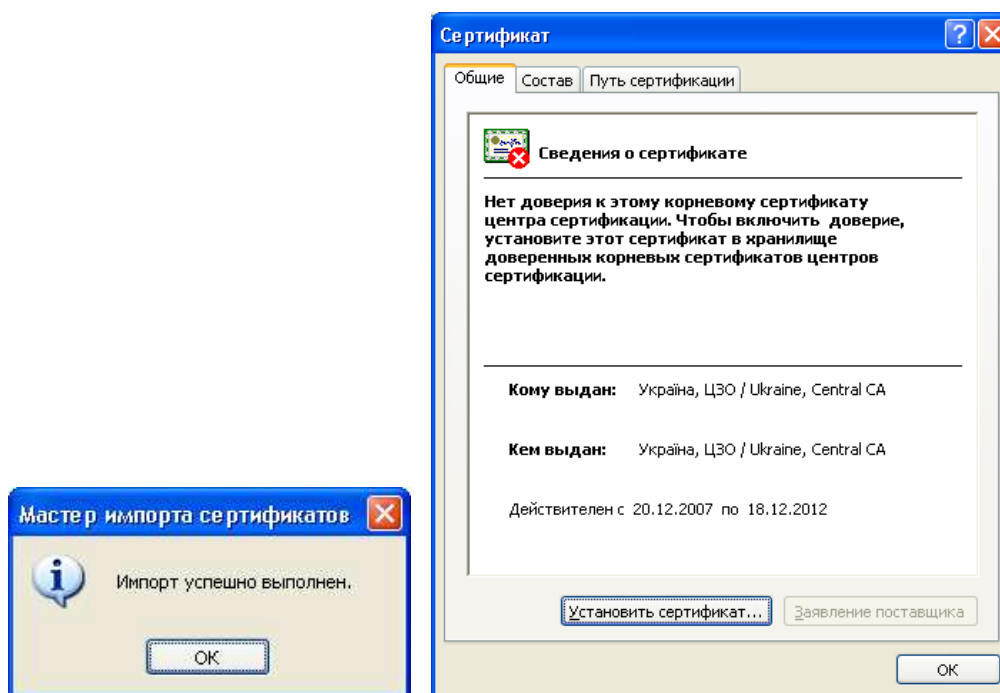 Сертификат
Общие
Состав
Путь сертификации
Сведения о сертификате
Нет доверия к этому корневому сертификату
центра сертификации. Чтобы включить доверие,
установите этот сертификат в хранилище
доверенных корневых сертификатов центров
сертификации.
Кому выдан: Україна, ЦЗО / Ukraine, Central CA
Кем выдан: Україна, ЦЗО / Ukraine, Central CA
Действителен с 20.12.2007 по 18.12.2012
Установить сертификат...
Заявление поставщика
ОК
Мастер импорта сертификатов
Импорт успешно выполнен.
ОК